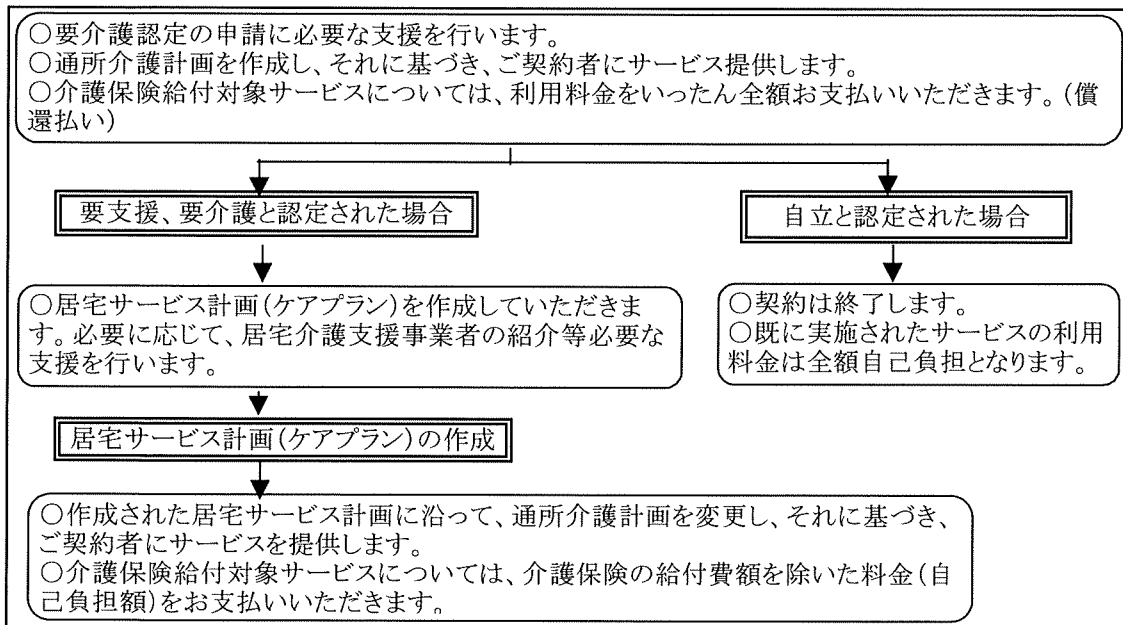 ○要介護認定の申請に必要な支援を行います。
○通所介護計画を作成し、それに基づき、ご契約者にサービス提供します。
○介護保険給付対象サービスについては、利用料金をいったん全額お支払いいただきます。(償
還払い)
要支援、要介護と認定された場合
自立と認定された場合
○居宅サービス計画(ケアプラン)を作成していただきま
す。必要に応じて、居宅介護支援事業者の紹介等必要な
支援を行います。
○契約は終了します。
○既に実施されたサービスの利用
料金は全額自己負担となります。
居宅サービス計画(ケアプラン)の作成
○作成された居宅サービス計画に沿って、通所介護計画を変更し、それに基づき、
ご契約者にサービスを提供します。
○介護保険給付対象サービスについては、介護保険の給付費額を除いた料金(自
己負担額)をお支払いいただきます。